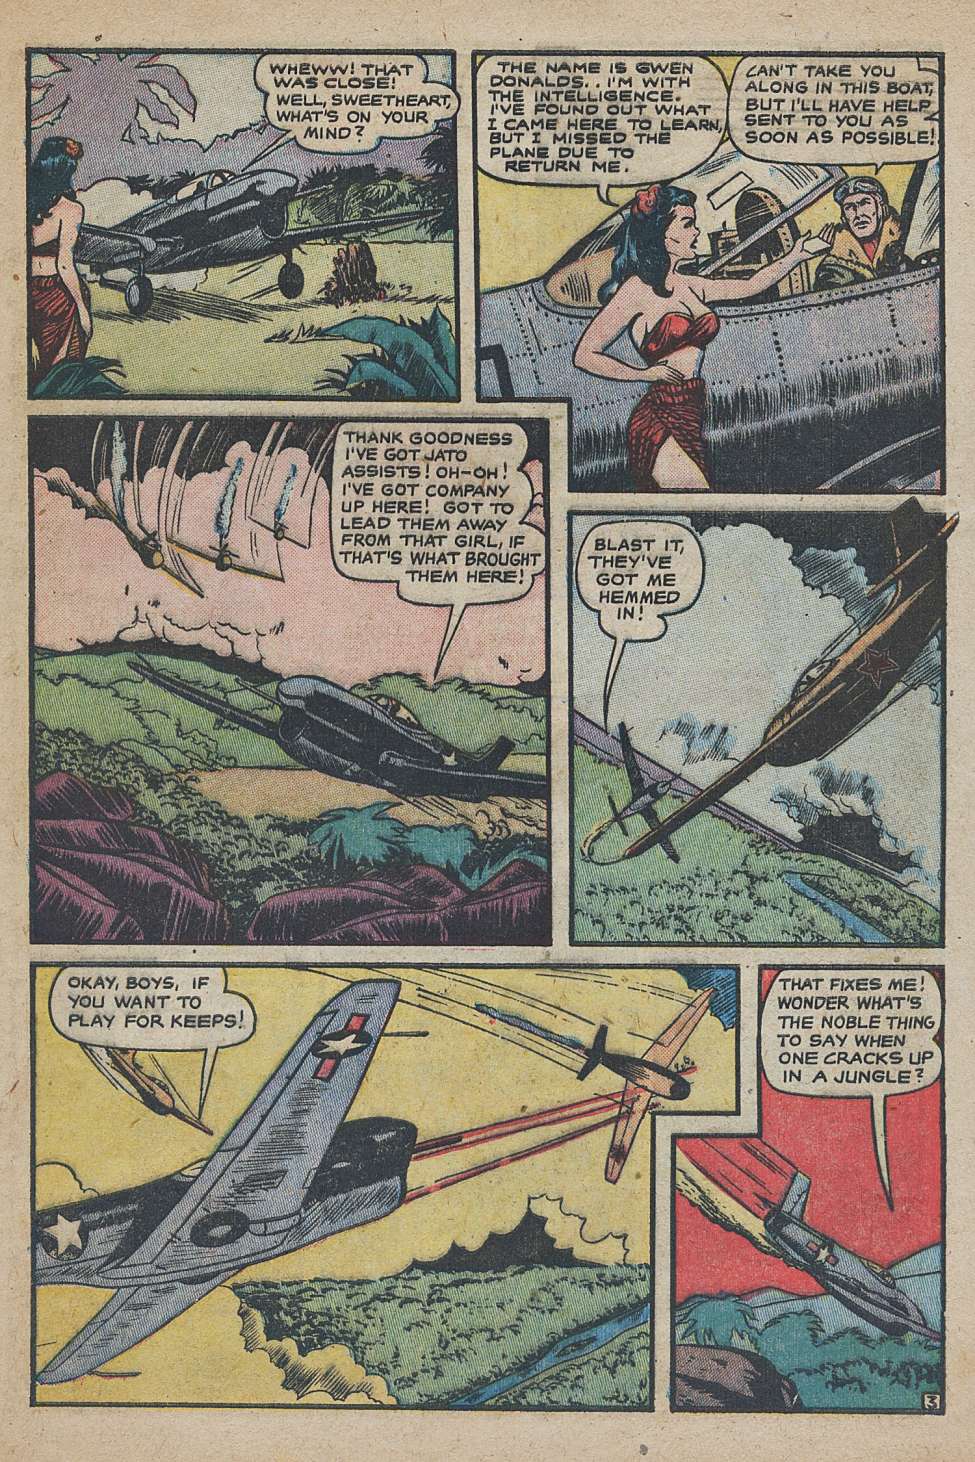 WHEWW! THAT
WAS CLOSE!
WELL, SWEETHEART,
WHAT'S ON YOUR
MIND?
THE NAME IS GWEN
DONALDS.. I'M WITH
THE INTELLIGENCE.
I'VE FOUND OUT WHAT
I CAME HERE TO LEARN,
BUT I MISSED THE
PLANE DUE TO
RETURN ME.
CAN'T TAKE YOU
ALONG IN THIS BOAT,
BUT I'LL HAVE HELP
SENT TO YOU AS
SOON AS POSSIBLE!
THANK GOODNESS
I'VE GOT JATO
ASSISTS! OH-OH!
I'VE GOT COMPANY
UP HERE! GOT TO
LEAD THEM AWAY
FROM THAT GIRL, IF
THAT'S WHAT BROUGHT
THEM HERE!
BLAST IT,
THEY'VE
GOT ME
HEMMED
IN!
OKAY, BOYS, IF
YOU WANT TO
PLAY FOR KEEPS!
THAT FIXES ME!
WONDER WHAT'S
THE NOBLE THING
TO SAY WHEN
ONE CRACKS UP
IN A JUNGLE?
3